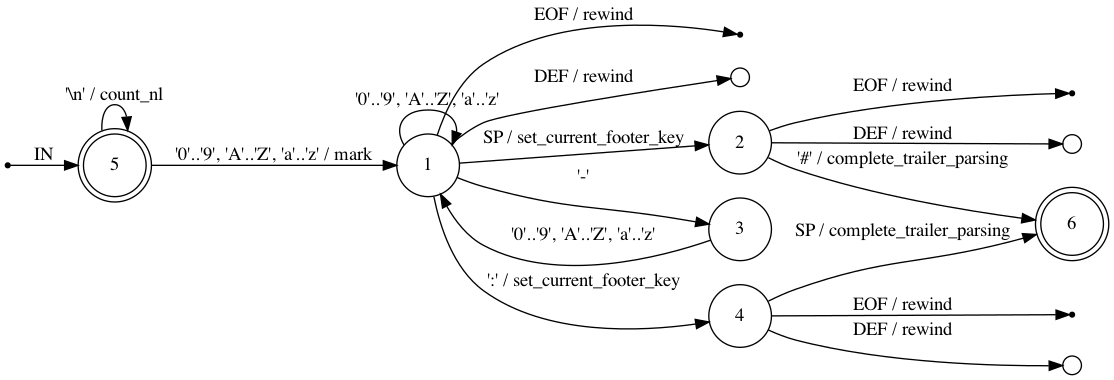 EOF / rewind
DEF / rewind
'\n' / count_nl
'0'..'9', 'A'..'Z', 'a'..'z'
EOF / rewind
SP / set_current_footer_key
2
DEF / rewind
IN
5
'0'..'9', 'A'..'Z', 'a'..'z' / mark
1
'#' / complete_trailer_parsing
'-'
'0'..'9', 'A'..'Z', 'a'..'z'
3
SP / complete_trailer_parsing
6
':' / set_current_footer_key
4
EOF / rewind
DEF / rewind